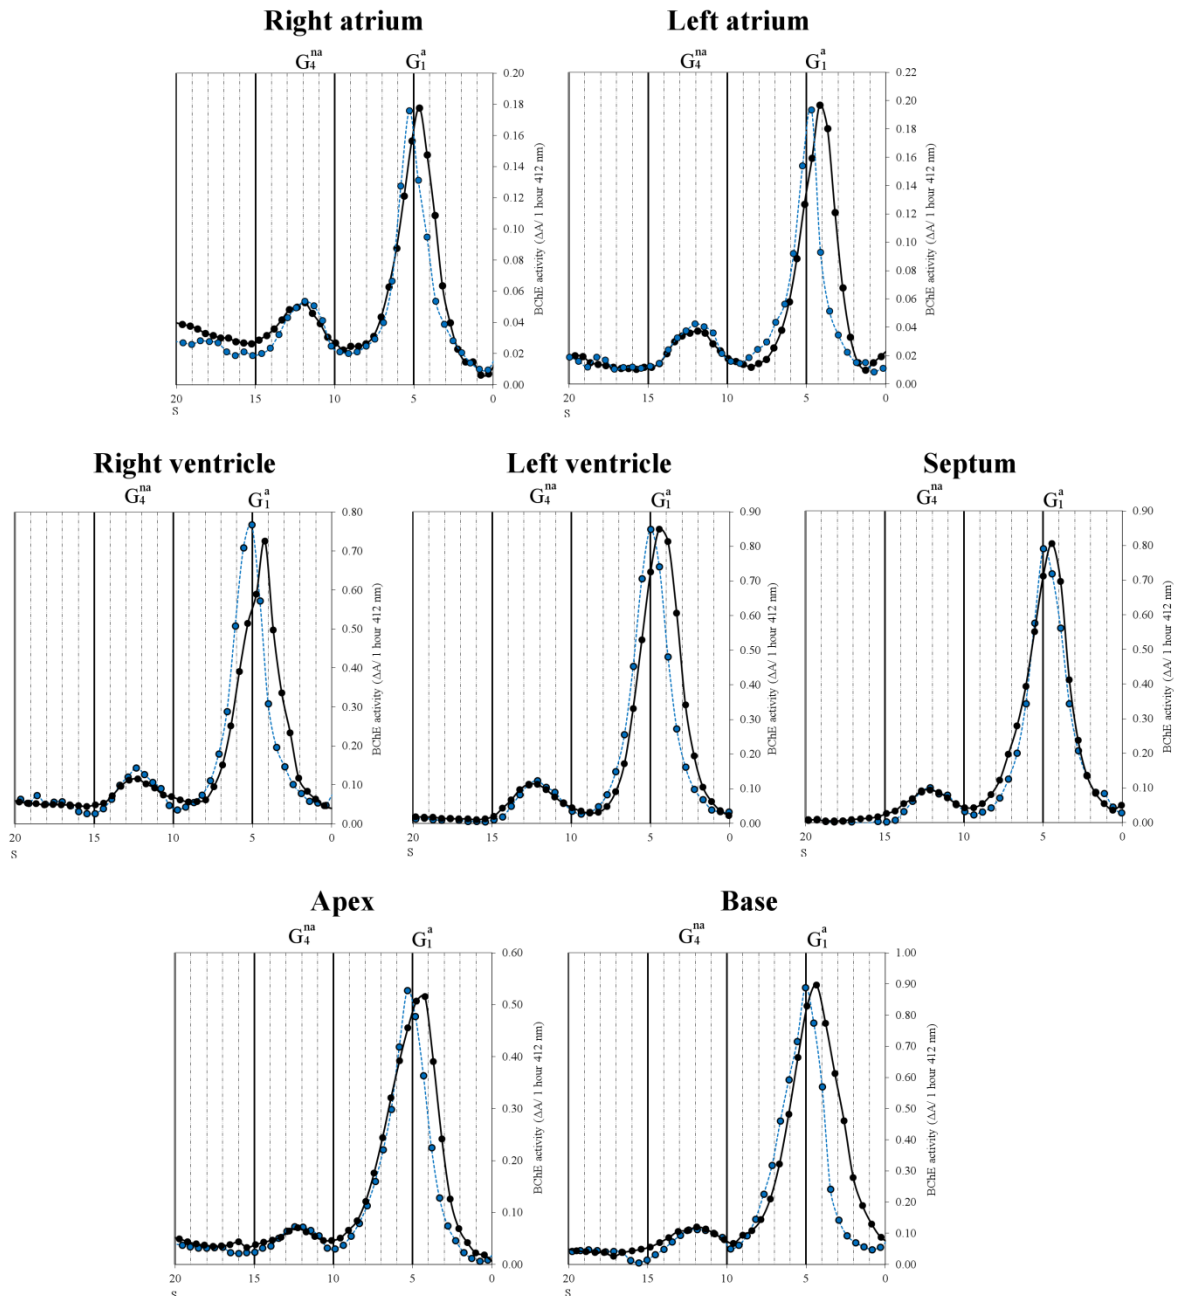 Right atrium
G4na G1a
0.20
0.18
0.16
0.14
0.12
0.10
0.08
0.06
0.04
0.02
0.00
BChE activity (ΔA/ 1 hour 412 nm)
20 15 10 5 0
S
Left atrium
G4na G1a
0.22
0.20
0.18
0.16
0.14
0.12
0.10
0.08
0.06
0.04
0.02
0.00
BChE activity (ΔA/ 1 hour 412 nm)
20 15 10 5 0
S
Right ventricle
G4na G1a
0.80
0.70
0.60
0.50
0.40
0.30
0.20
0.10
0.00
BChE activity (ΔA/ 1 hour 412 nm)
20 15 10 5 0
S
Left ventricle
G4na G1a
0.90
0.80
0.70
0.60
0.50
0.40
0.30
0.20
0.10
0.00
BChE activity (ΔA/ 1 hour 412 nm)
20 15 10 5 0
S
Septum
G4na G1a
0.90
0.80
0.70
0.60
0.50
0.40
0.30
0.20
0.10
0.00
BChE activity (ΔA/ 1 hour 412 nm)
20 15 10 5 0
S
Apex
G4na G1a
0.60
0.50
0.40
0.30
0.20
0.10
0.00
BChE activity (ΔA/ 1 hour 412 nm)
20 15 10 5 0
S
Base
G4na G1a
1.00
0.90
0.80
0.70
0.60
0.50
0.40
0.30
0.20
0.10
0.00
BChE activity (ΔA/ 1 hour 412 nm)
20 15 10 5 0
S